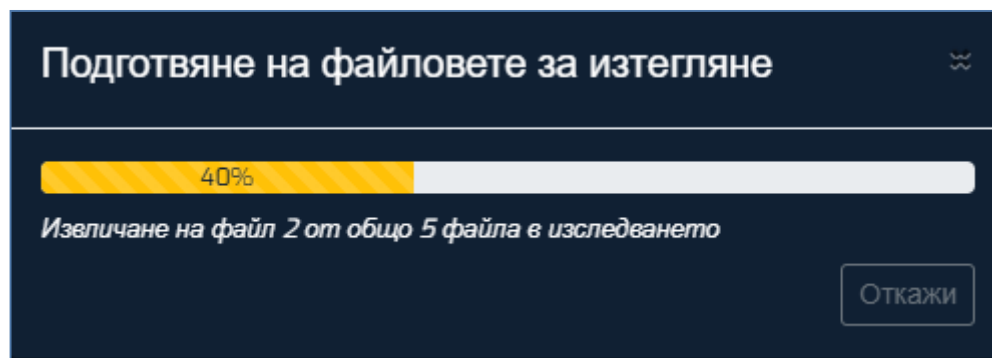 Подготвяне на файловете за изтегляне
40%
Извличане на файл 2 от общо 5 файла в изследването
Откажи